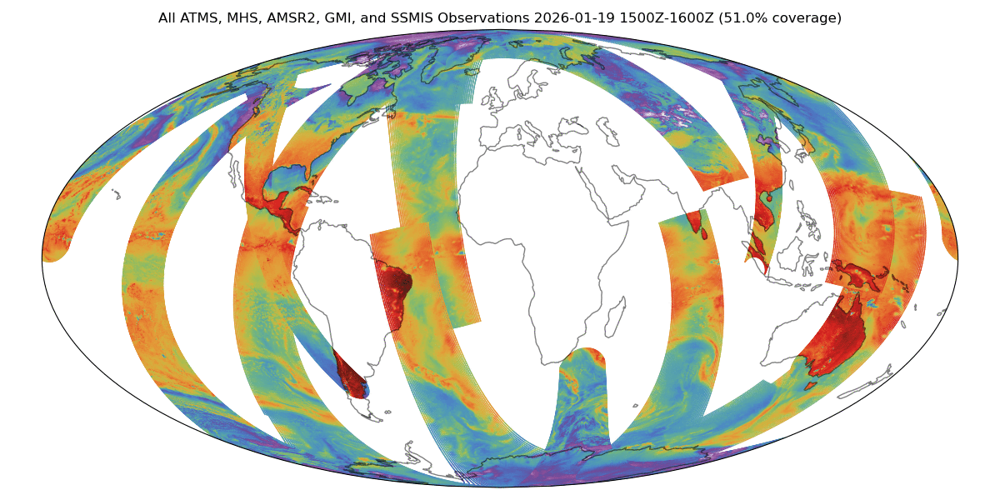 All ATMS, MHS, AMSR2, GMI, and SSMIS Observations 2026-01-19 1500Z-1600Z (51.0% coverage)